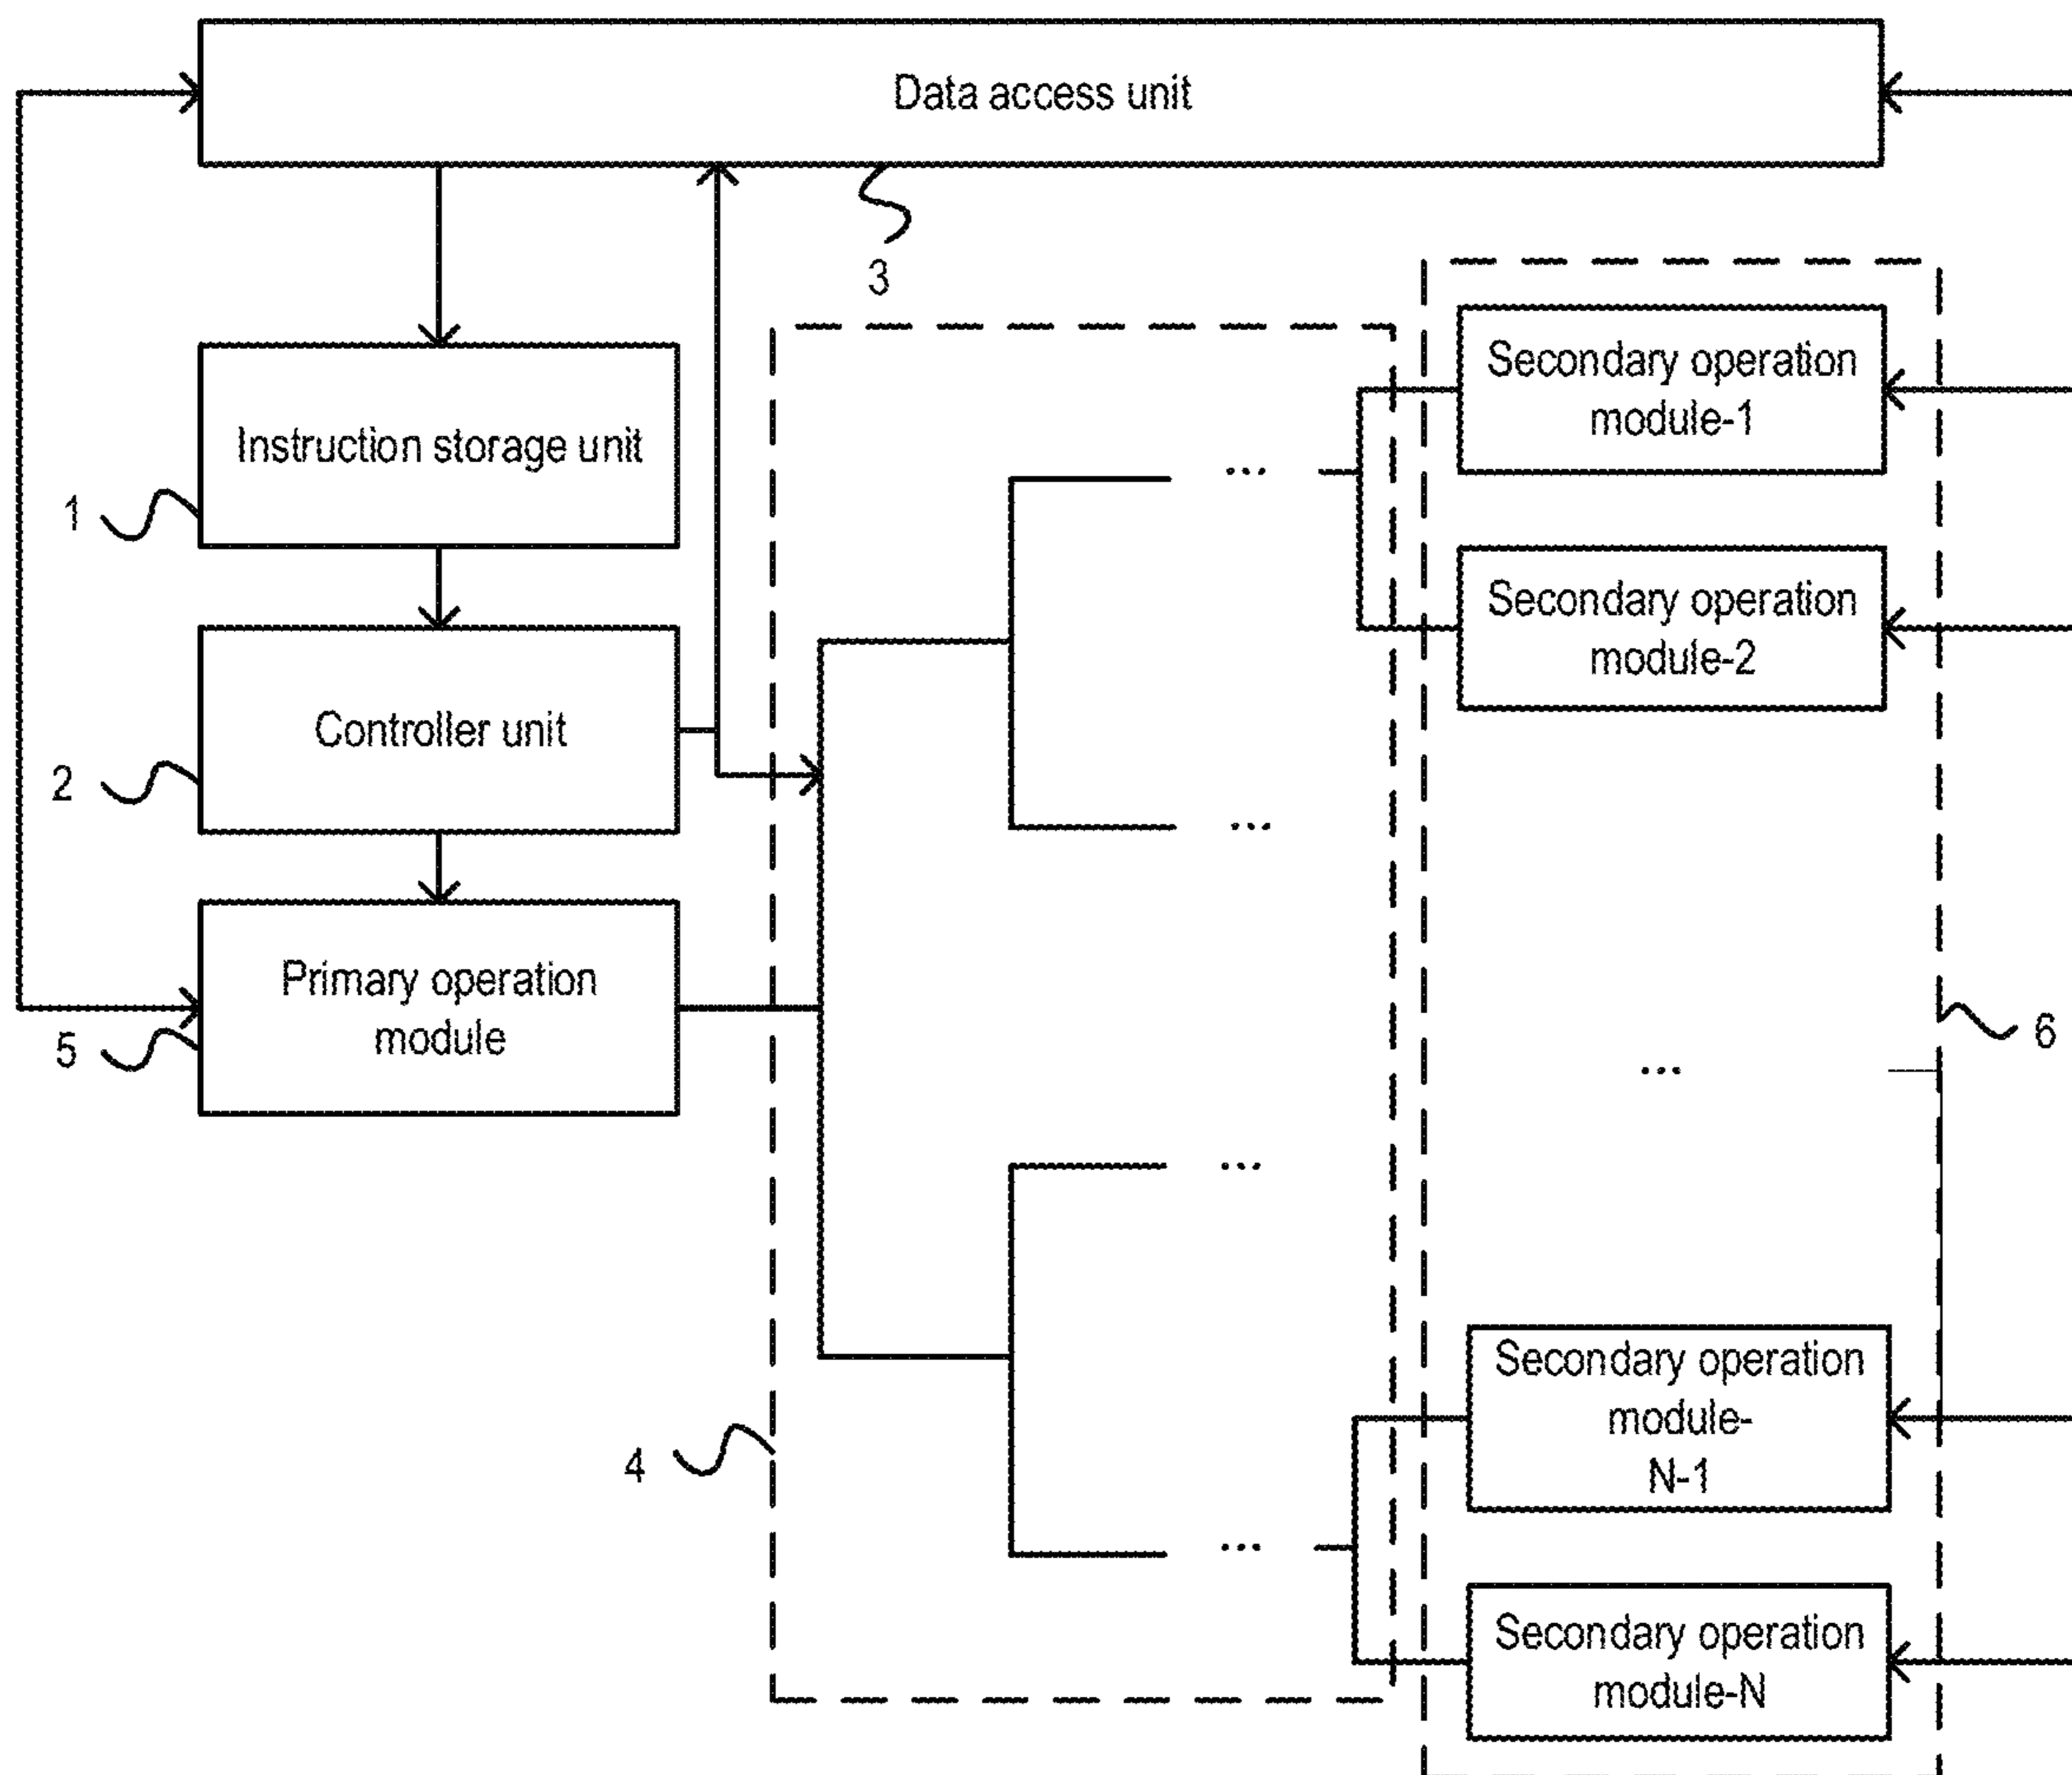 Data access unit
3
Instruction storage unit
1
Controller unit
2
Primary operation
module
5
4
...
...
...
...
Secondary operation
module-1
Secondary operation
module-2
...
6
Secondary operation
module-
N-1
Secondary operation
module-N